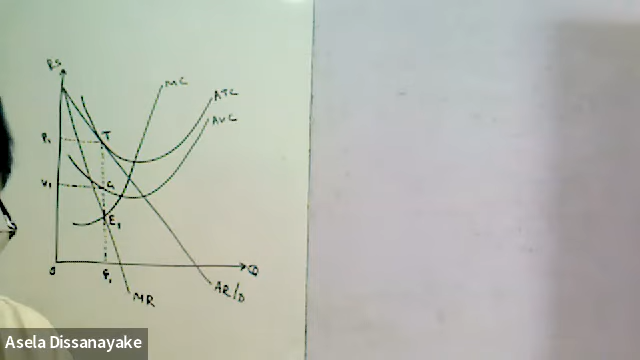 RS
MC
ATC
AVC
P₁
T
V₁
G
E₁
0
q₁
Q
MR
AR/D
Asela Dissanayake